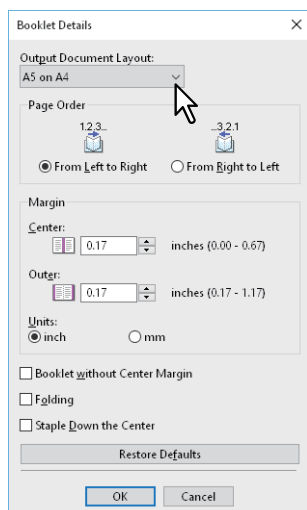 Booklet Details
Output Document Layout:
A5 on A4
Page Order
1,2,3... ...3,2,1
From Left to Right From Right to Left
Margin
Center:
0.17 inches (0.00 - 0.67)
Outer:
0.17 inches (0.17 - 1.17)
Units:
inch mm
Booklet without Center Margin
Folding
Staple Down the Center
Restore Defaults
OK Cancel